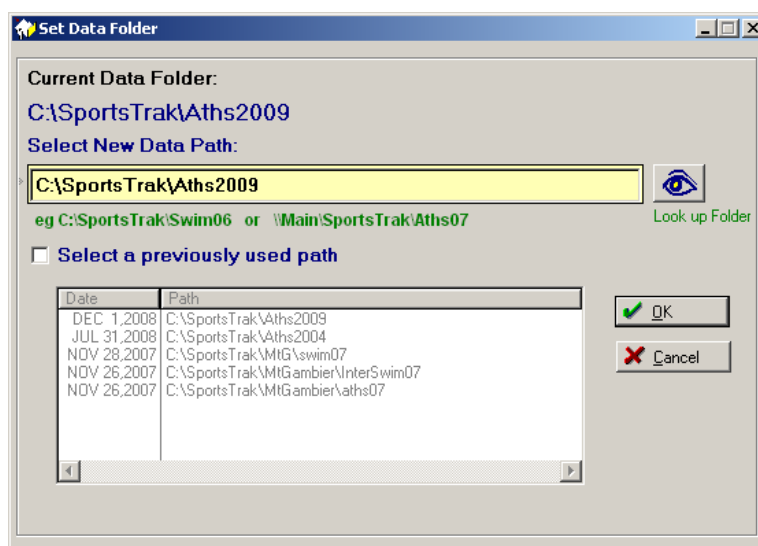 Set Data Folder
Current Data Folder:
C:\SportsTrak\Aths2009
Select New Data Path:
C:\SportsTrak\Aths2009
eg C:\SportsTrak\Swim06 or \\Main\SportsTrak\Aths07
Look up Folder
Select a previously used path
Date Path
DEC 1,2008 C:\SportsTrak\Aths2009
JUL 31,2008 C:\SportsTrak\Aths2004
NOV 28,2007 C:\SportsTrak\MtG\swim07
NOV 26,2007 C:\SportsTrak\MtGambier\InterSwim07
NOV 26,2007 C:\SportsTrak\MtGambier\aths07
OK
Cancel